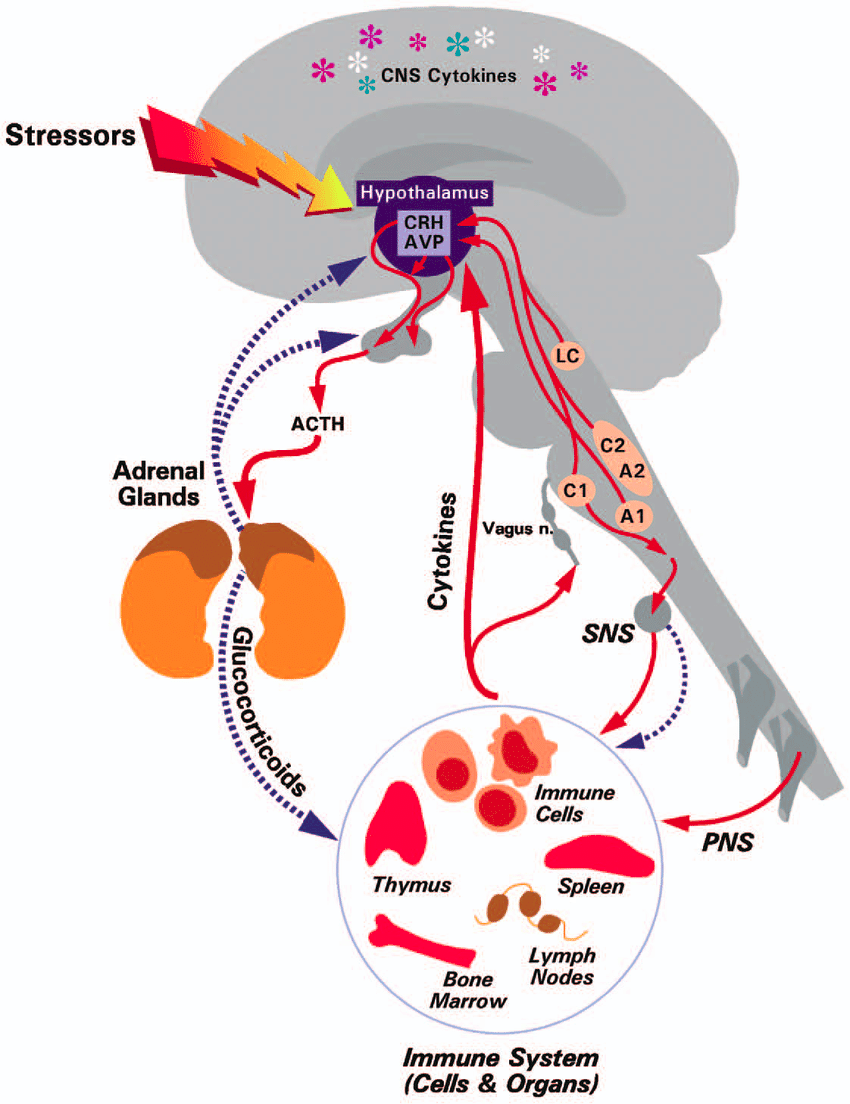 CNS Cytokines
Stressors
Hypothalamus
CRH
AVP
LC
ACTH
C2
A2
Adrenal
Glands
C1
A1
Cytokines
Vagus n.
SNS
Glucocorticoids
Immune
Cells
PNS
Thymus
Spleen
Lymph
Nodes
Bone
Marrow
Immune System
(Cells & Organs)